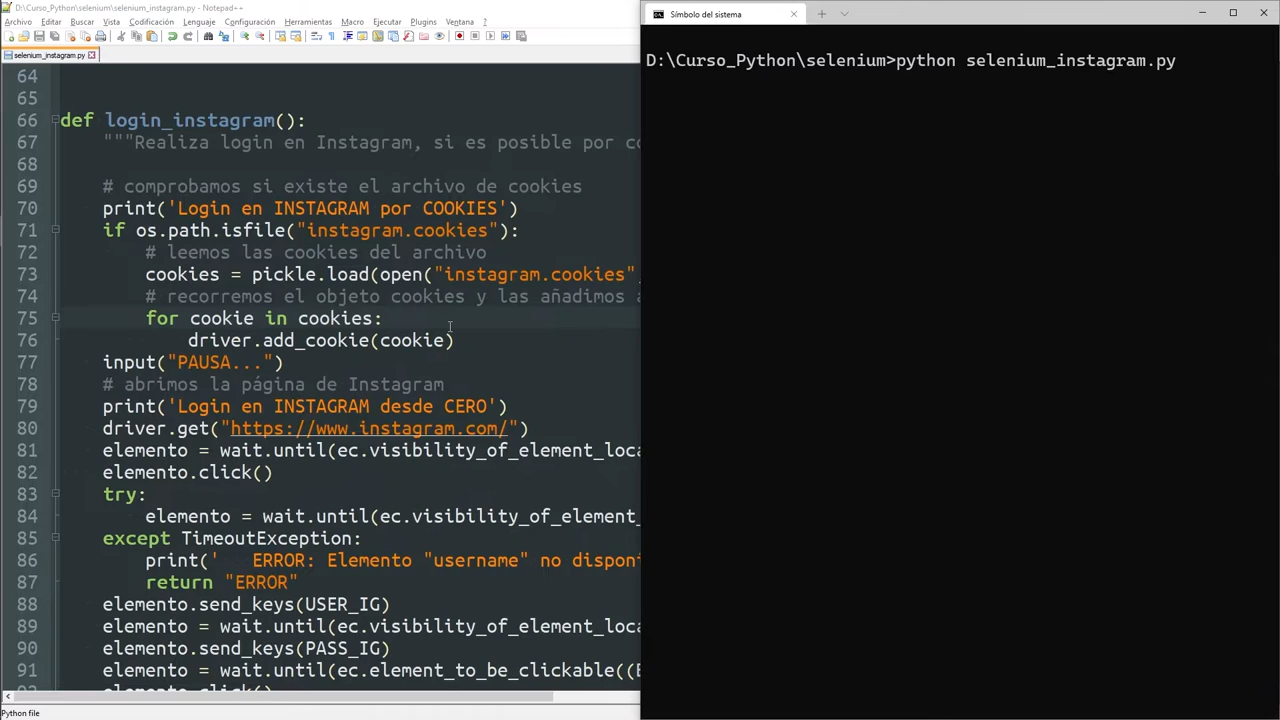 D:\Curso_Python\selenium\selenium_instagram.py - Notepad++
Archivo Editar Buscar Vista Codificación Lenguaje Configuración Herramientas Macro Ejecutar Plugins Ventana ?
selenium_instagram.py
64
65
66 def login_instagram():
67 """Realiza login en Instagram, si es posible por co
68
69 # comprobamos si existe el archivo de cookies
70 print('Login en INSTAGRAM por COOKIES')
71 if os.path.isfile("instagram.cookies"):
72 # leemos las cookies del archivo
73 cookies = pickle.load(open("instagram.cookies"
74 # recorremos el objeto cookies y las añadimos a
75 for cookie in cookies:
76 driver.add_cookie(cookie)
77 input("PAUSA...")
78 # abrimos la página de Instagram
79 print('Login en INSTAGRAM desde CERO')
80 driver.get("https://www.instagram.com/")
81 elemento = wait.until(ec.visibility_of_element_loca
82 elemento.click()
83 try:
84 elemento = wait.until(ec.visibility_of_element_
85 except TimeoutException:
86 print('   ERROR: Elemento "username" no disponi
87 return "ERROR"
88 elemento.send_keys(USER_IG)
89 elemento = wait.until(ec.visibility_of_element_loca
90 elemento.send_keys(PASS_IG)
91 elemento = wait.until(ec.element_to_be_clickable((
Python file
Símbolo del sistema
D:\Curso_Python\selenium>python selenium_instagram.py